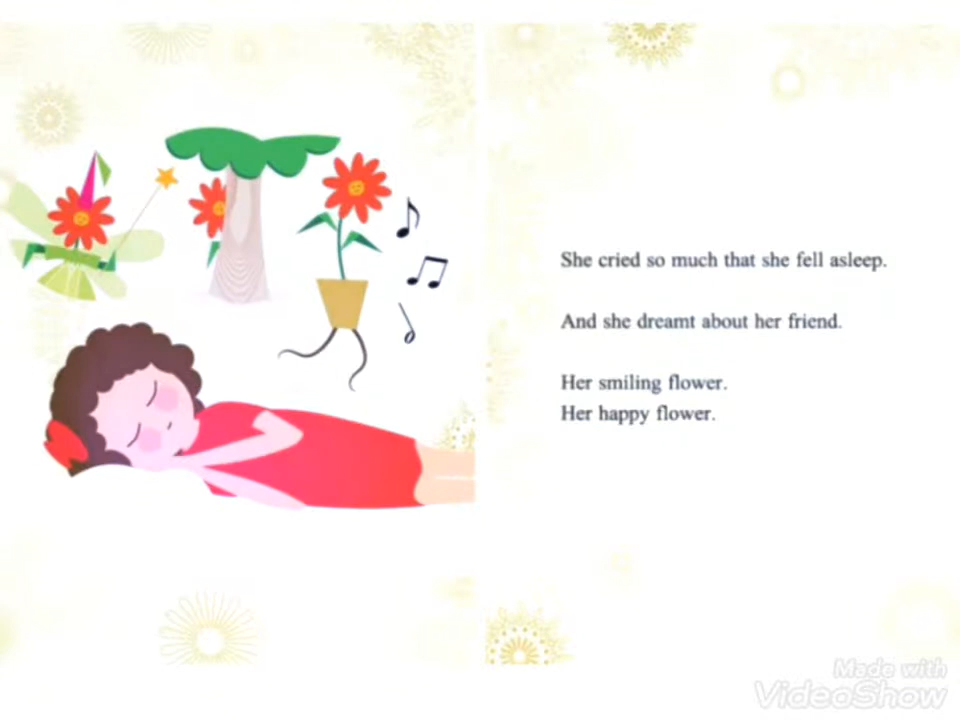 She cried so much that she fell asleep.
And she dreamt about her friend.
Her smiling flower.
Her happy flower.
Made with
VideoShow